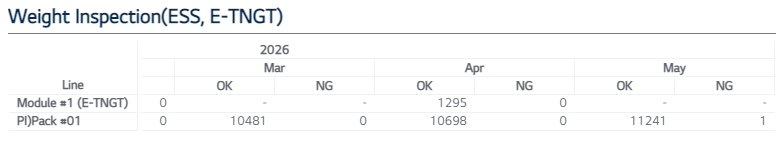 Weight Inspection(ESS, E-TNGT)
2026
Mar Apr May
Line OK NG OK NG OK NG
Module #1 (E-TNGT) 0 - - 1295 0 - -
PI)Pack #01 0 10481 0 10698 0 11241 1